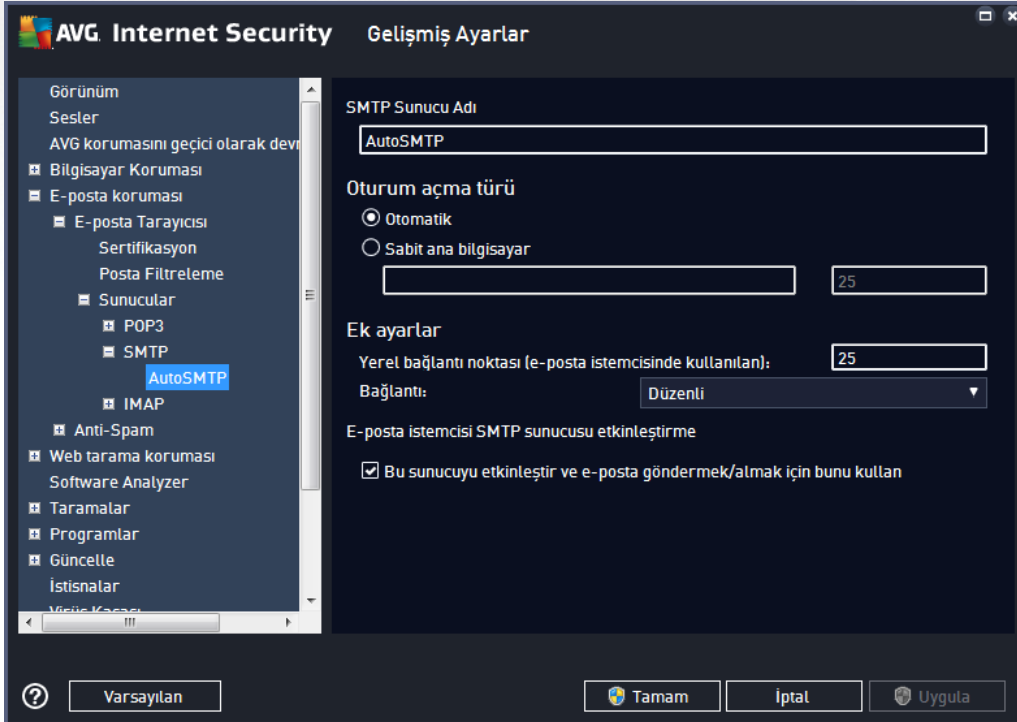 AVG. Internet Security Gelişmiş Ayarlar
Görünüm
Sesler
AVG korumasını geçici olarak devr
Bilgisayar Koruması
E-posta koruması
E-posta Tarayıcısı
Sertifikasyon
Posta Filtreleme
Sunucular
POP3
SMTP
AutoSMTP
IMAP
Anti-Spam
Web tarama koruması
Software Analyzer
Taramalar
Programlar
Güncelle
İstisnalar
Virüs Kasası
SMTP Sunucu Adı
AutoSMTP
Oturum açma türü
Otomatik
Sabit ana bilgisayar
25
Ek ayarlar
Yerel bağlantı noktası (e-posta istemcisinde kullanılan): 25
Bağlantı: Düzenli
E-posta istemcisi SMTP sunucusu etkinleştirme
Bu sunucuyu etkinleştir ve e-posta göndermek/almak için bunu kullan
? Varsayılan Tamam İptal Uygula